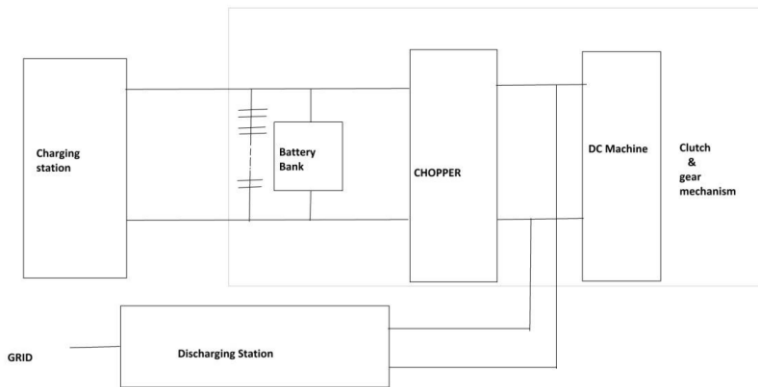 Charging
station
Battery
Bank
CHOPPER
DC Machine
Clutch
&
gear
mechanism
GRID
Discharging Station